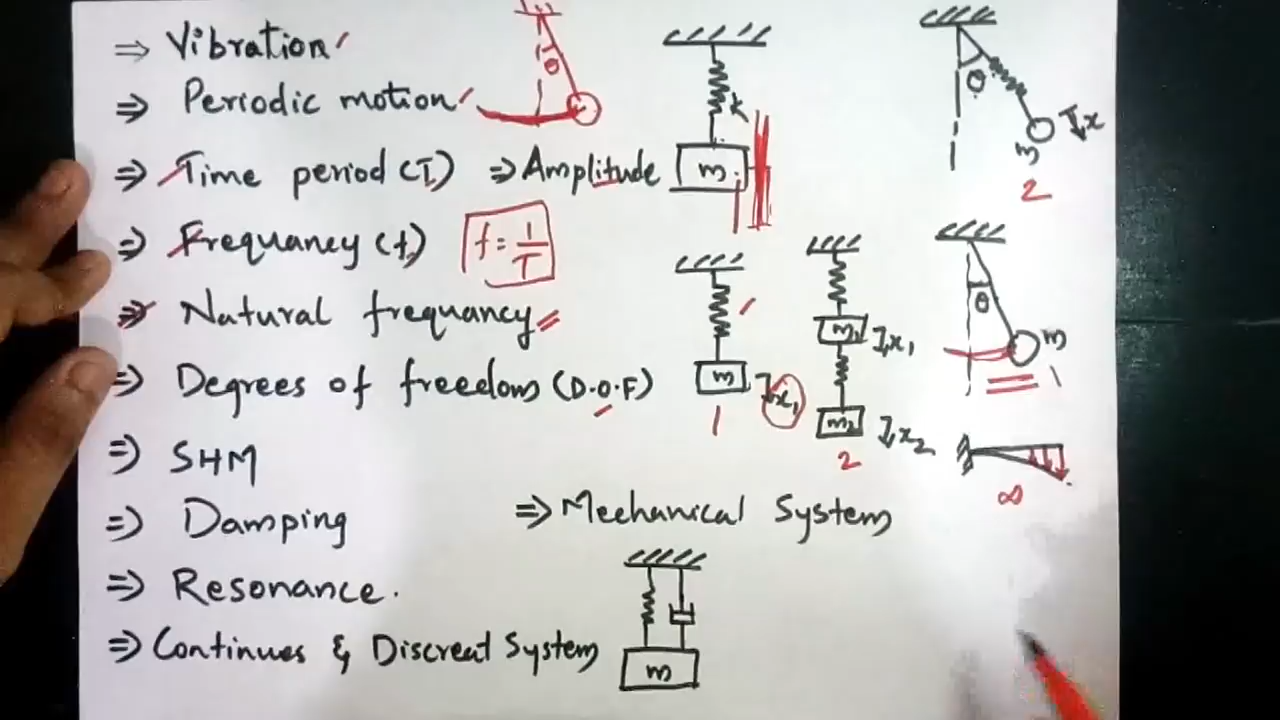 ⇒ Vibration
⇒ Periodic motion
⇒ Time period (T) ⇒ Amplitude
⇒ Frequancy (f) f = 1/T
⇒ Natural frequancy
⇒ Degrees of freedom (D.O.F)
⇒ SHM
⇒ Damping
⇒ Mechanical System
⇒ Resonance.
⇒ Continues & Discreat System
θ
k
m
θ
m
x
2
m
x1
1
m1
x1
m2
x2
2
θ
m
1
∞
m